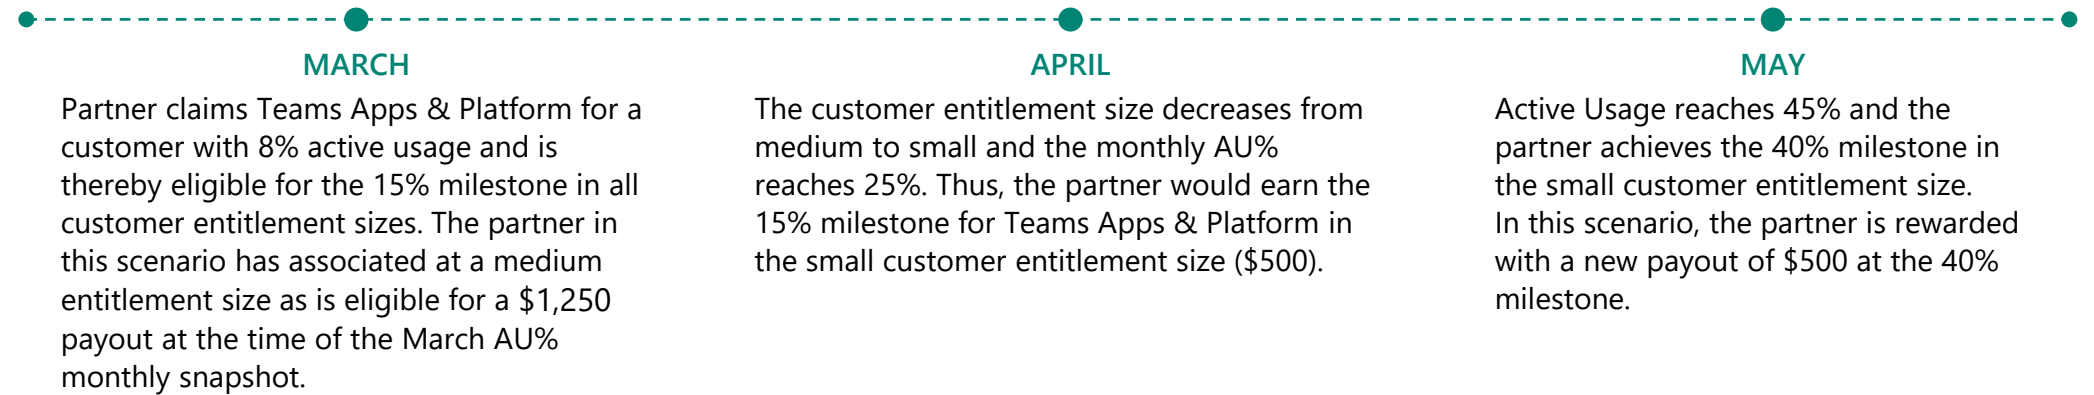 MARCH
Partner claims Teams Apps & Platform for a
customer with 8% active usage and is
thereby eligible for the 15% milestone in all
customer entitlement sizes. The partner in
this scenario has associated at a medium
entitlement size as is eligible for a $1,250
payout at the time of the March AU%
monthly snapshot.
APRIL
The customer entitlement size decreases from
medium to small and the monthly AU%
reaches 25%. Thus, the partner would earn the
15% milestone for Teams Apps & Platform in
the small customer entitlement size ($500).
MAY
Active Usage reaches 45% and the
partner achieves the 40% milestone in
the small customer entitlement size.
In this scenario, the partner is rewarded
with a new payout of $500 at the 40%
milestone.